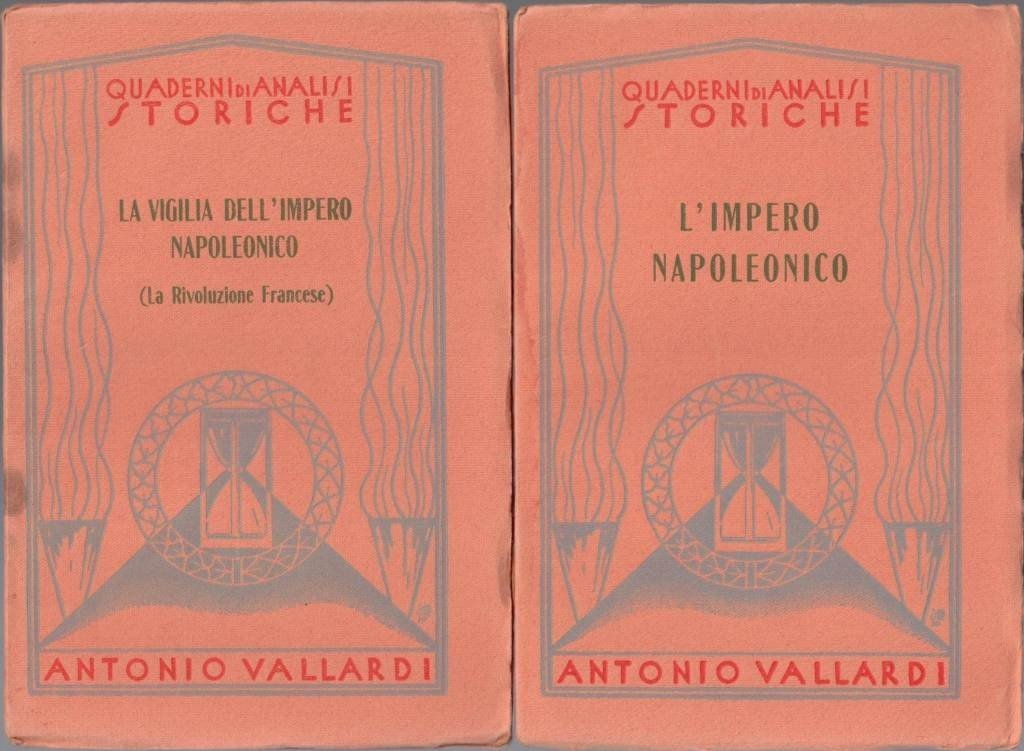 QUADERNI DI ANALISI
STORICHE
LA VIGILIA DELL'IMPERO
NAPOLEONICO
(La Rivoluzione Francese)
ANTONIO VALLARDI
QUADERNI DI ANALISI
STORICHE
L'IMPERO
NAPOLEONICO
ANTONIO VALLARDI